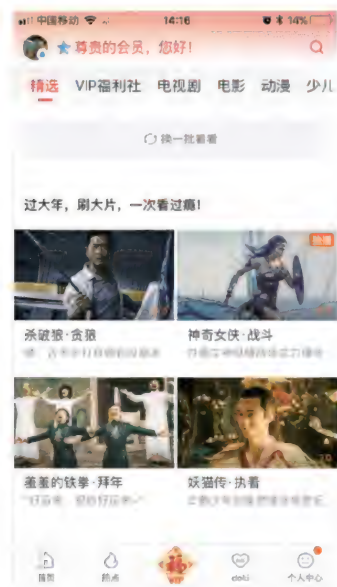 中国移动 14:16 14%
尊贵的会员，您好！
精选 VIP福利社 电视剧 电影 动漫 少儿
换一批看看
过大年，刷大片，一次看过瘾！
杀破狼·贪狼 神奇女侠·战斗
羞羞的铁拳·拜年 妖猫传·执着
首页 热点 VIP doki 个人中心